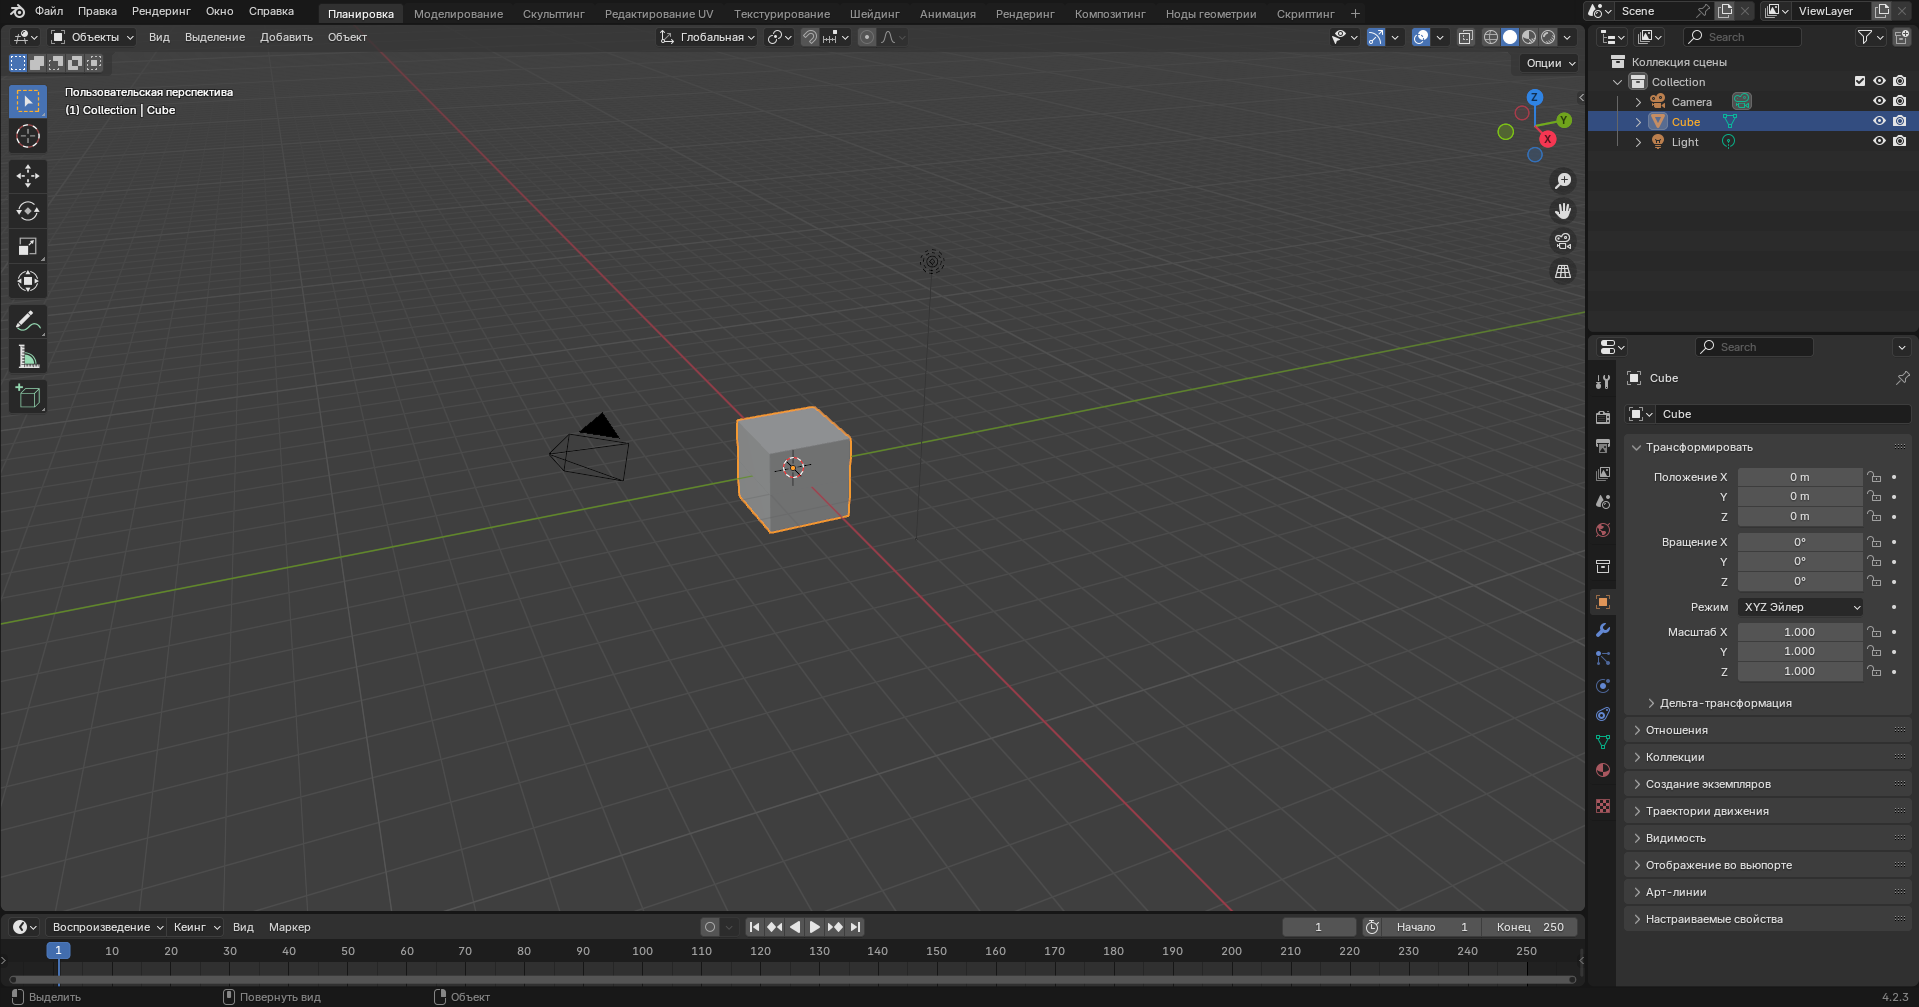 Файл Правка Рендеринг Окно Справка Планировка Моделирование Скульптинг Редактирование UV Текстурирование Шейдинг Анимация Рендеринг Композитинг Ноды геометрии Скриптинг + Scene ViewLayer
Объекты Вид Выделение Добавить Объект Глобальная Search
Опции
Пользовательская перспектива
(1) Collection | Cube
Z
Y
X
Коллекция сцены
Collection
Camera
Cube
Light
Search
Cube
Cube
Трансформировать
Положение X 0 m
Y 0 m
Z 0 m
Вращение X 0°
Y 0°
Z 0°
Режим XYZ Эйлер
Масштаб X 1.000
Y 1.000
Z 1.000
Дельта-трансформация
Отношения
Коллекции
Создание экземпляров
Траектории движения
Видимость
Отображение во вьюпорте
Арт-линии
Настраиваемые свойства
Воспроизведение Кеинг Вид Маркер 1 Начало 1 Конец 250
1 10 20 30 40 50 60 70 80 90 100 110 120 130 140 150 160 170 180 190 200 210 220 230 240 250
Выделить Повернуть вид Объект 4.2.3